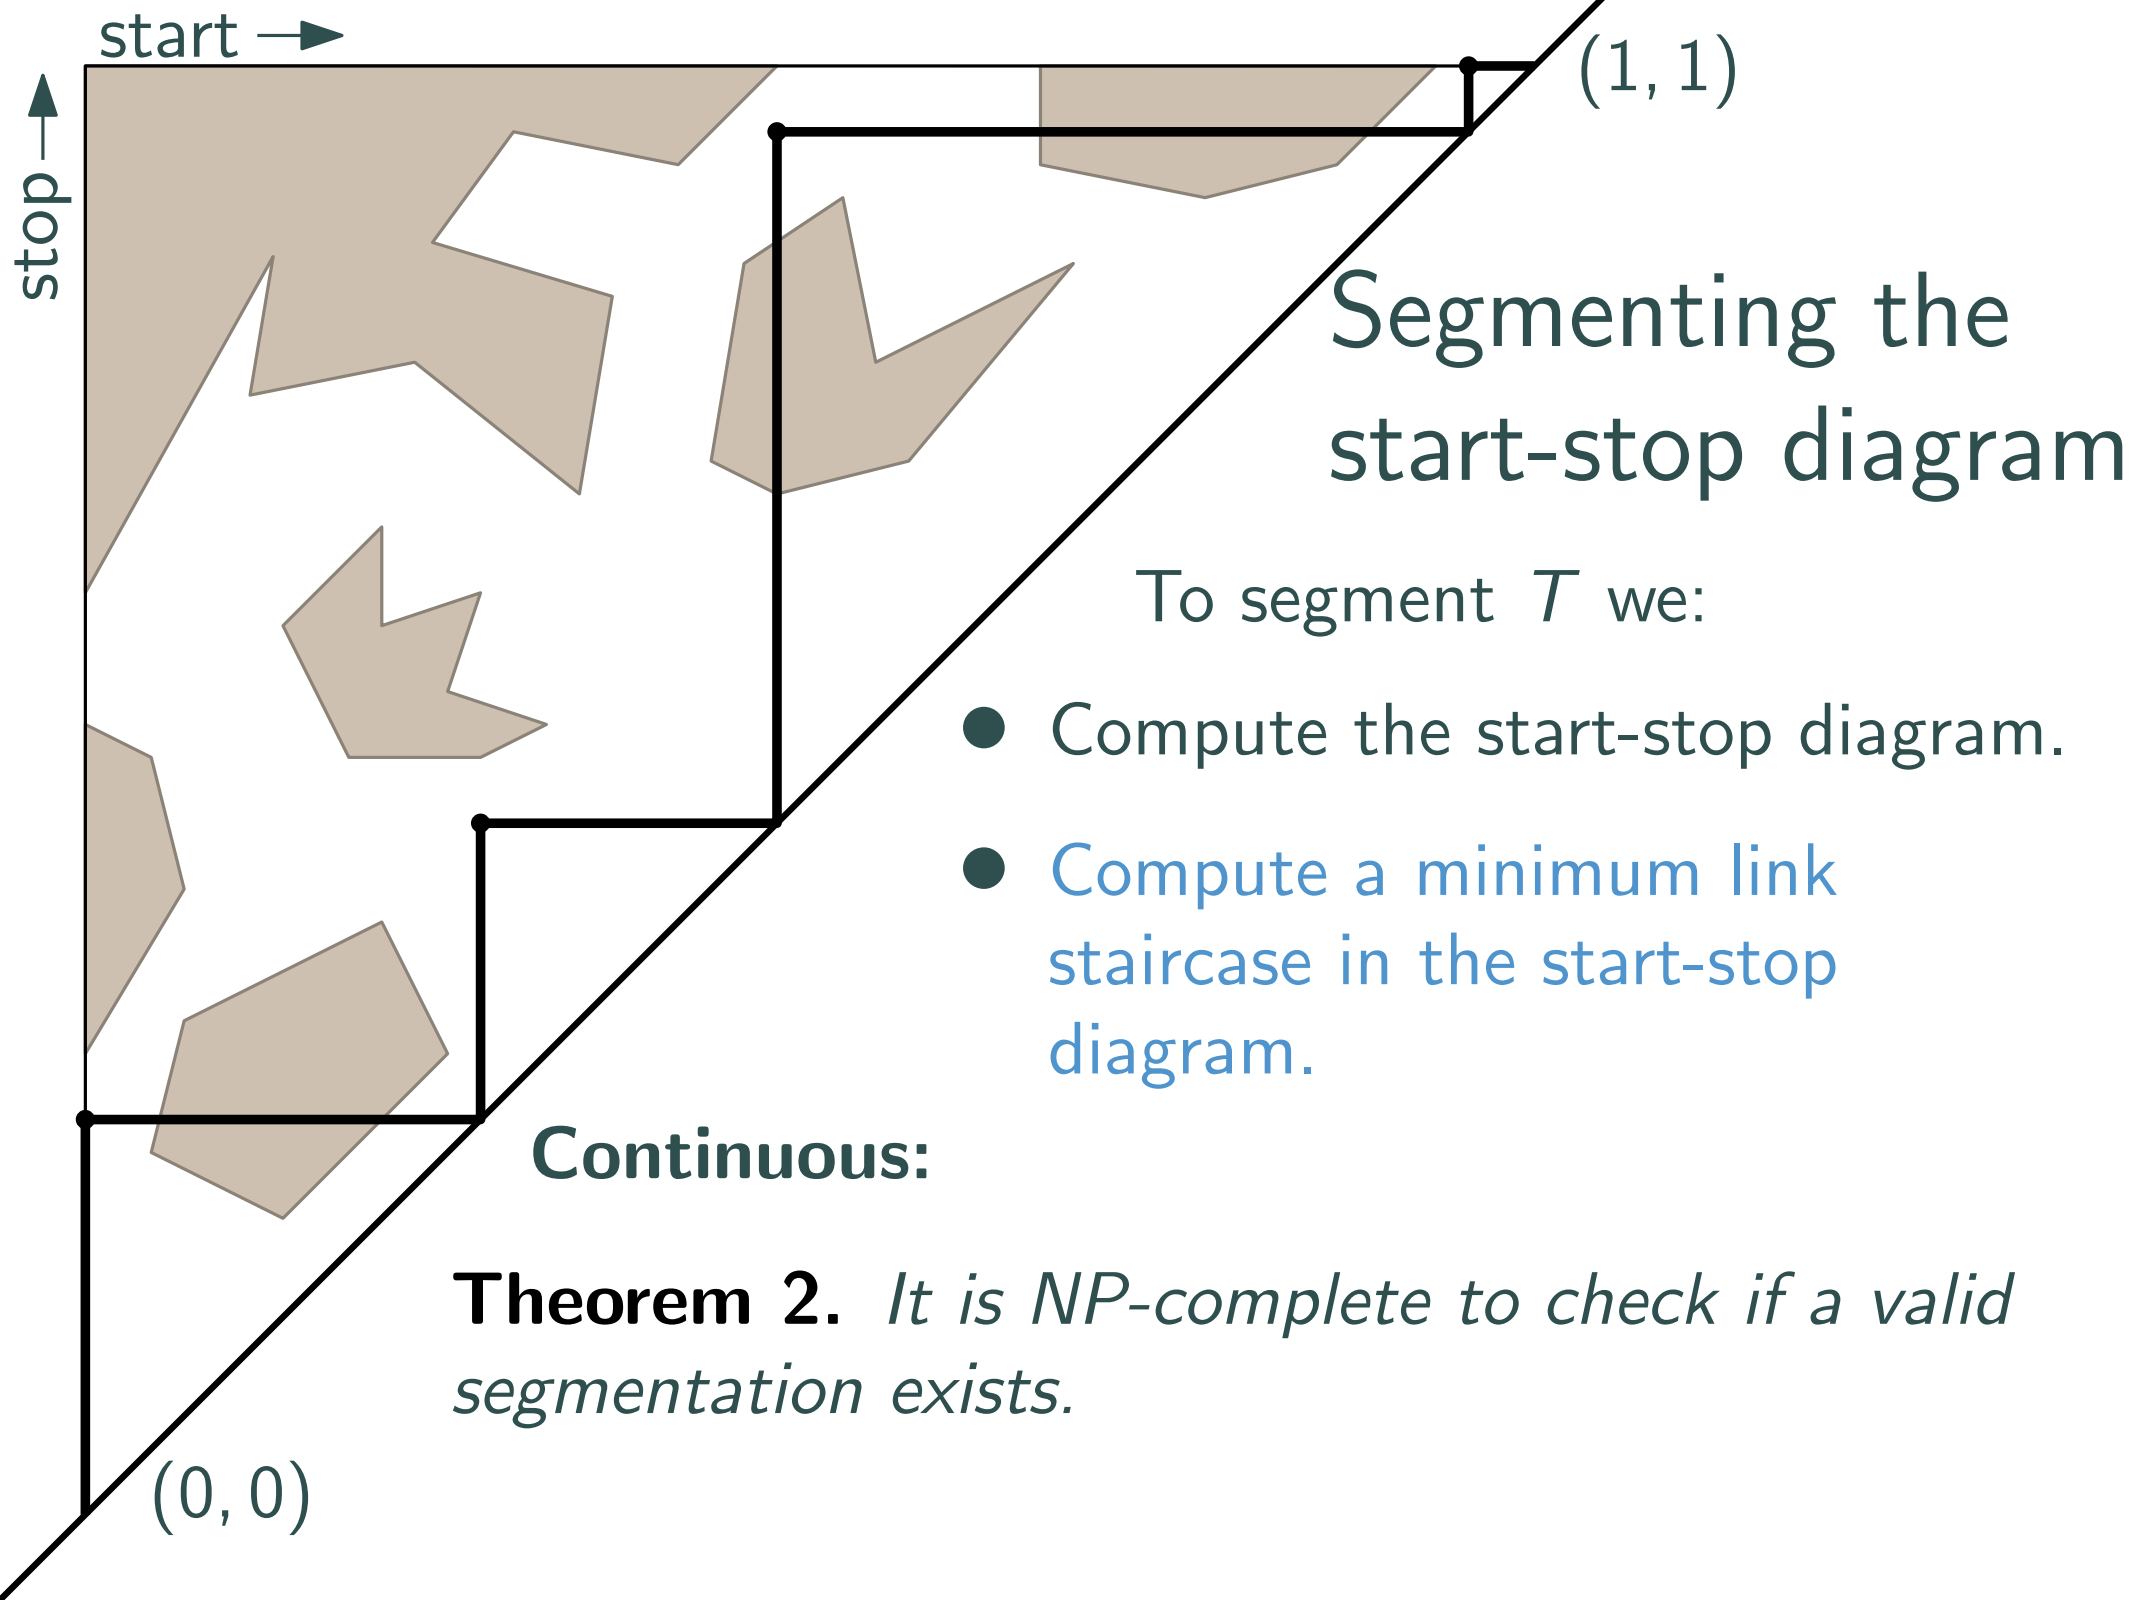 start
stop
(1, 1)
Segmenting the
start-stop diagram
To segment T we:
Compute the start-stop diagram.
Compute a minimum link
staircase in the start-stop
diagram.
Continuous:
Theorem 2. It is NP-complete to check if a valid
segmentation exists.
(0, 0)